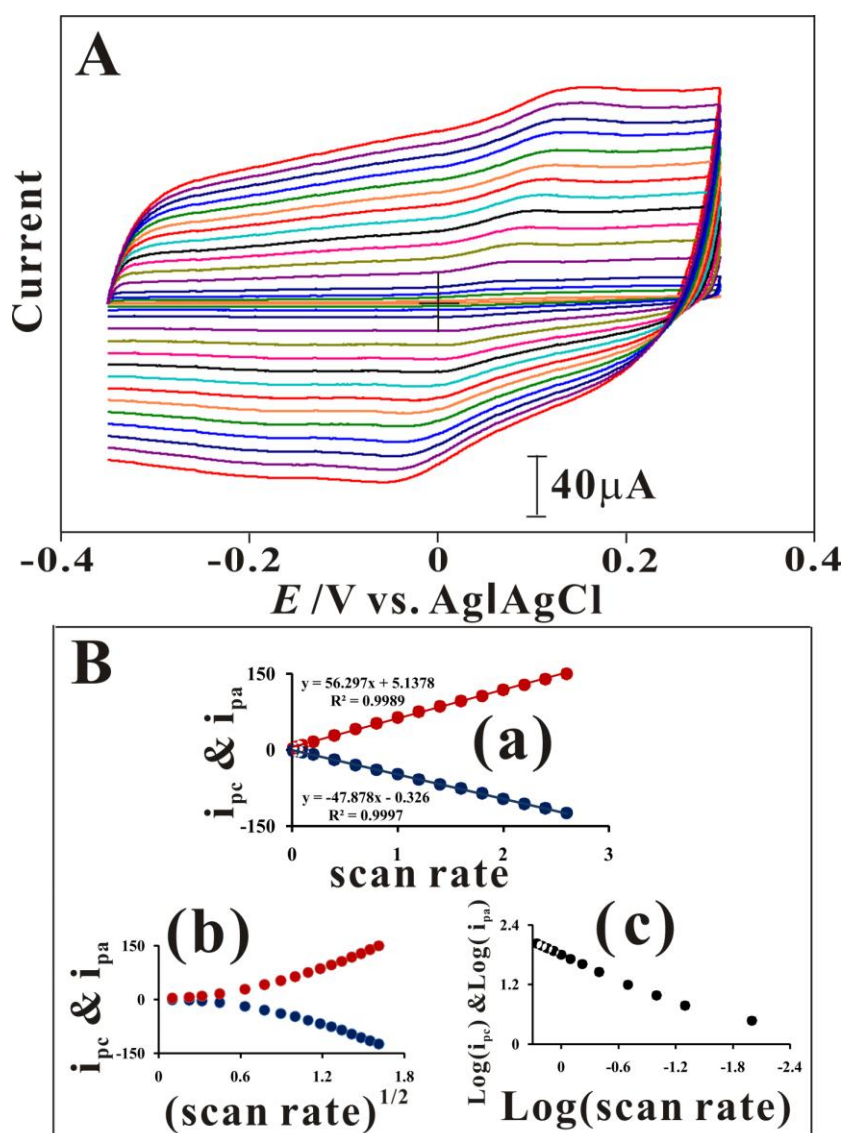 A
Current
40μA
-0.4
-0.2
0
0.2
0.4
E /V vs. Ag|AgCl
B
i_pc & i_pa
150
0
-150
y = 56.297x + 5.1378
R² = 0.9989
(a)
y = -47.878x - 0.326
R² = 0.9997
0
1
2
3
scan rate
(b)
i_pc & i_pa
150
0
-150
0
0.6
1.2
1.8
(scan rate)^1/2
(c)
Log(i_pc) &Log(i_pa)
2.4
1.2
0
0
-0.6
-1.2
-1.8
-2.4
Log(scan rate)